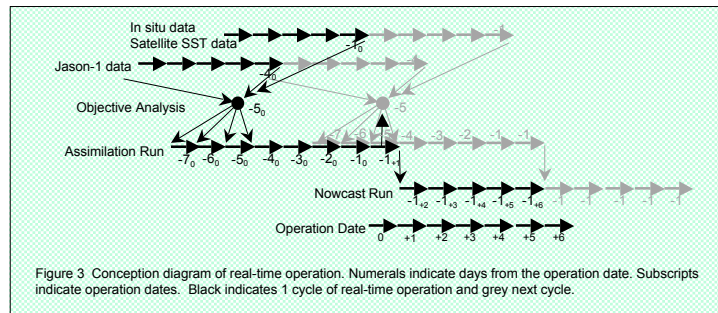 In situ data
Satellite SST data
-1₀ -1
Jason-1 data
-4₀ -4
Objective Analysis
-5₀ -5
-7 -6 -5 -4 -3 -2 -1 -1
Assimilation Run
-7₀ -6₀ -5₀ -4₀ -3₀ -2₀ -1₀ -1₊₁
Nowcast Run
-1₊₂ -1₊₃ -1₊₄ -1₊₅ -1₊₆ -1 -1 -1 -1 -1
Operation Date
0 +1 +2 +3 +4 +5 +6
Figure 3 Conception diagram of real-time operation. Numerals indicate days from the operation date. Subscripts
indicate operation dates. Black indicates 1 cycle of real-time operation and grey next cycle.